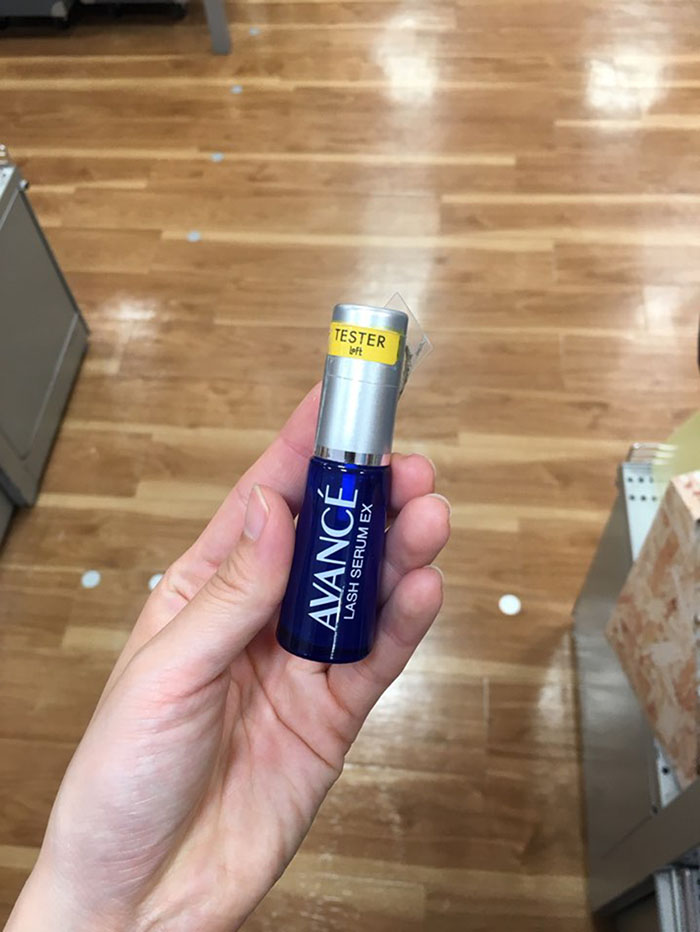 TESTER
Loft
AVANCÉ
LASH SERUM EX